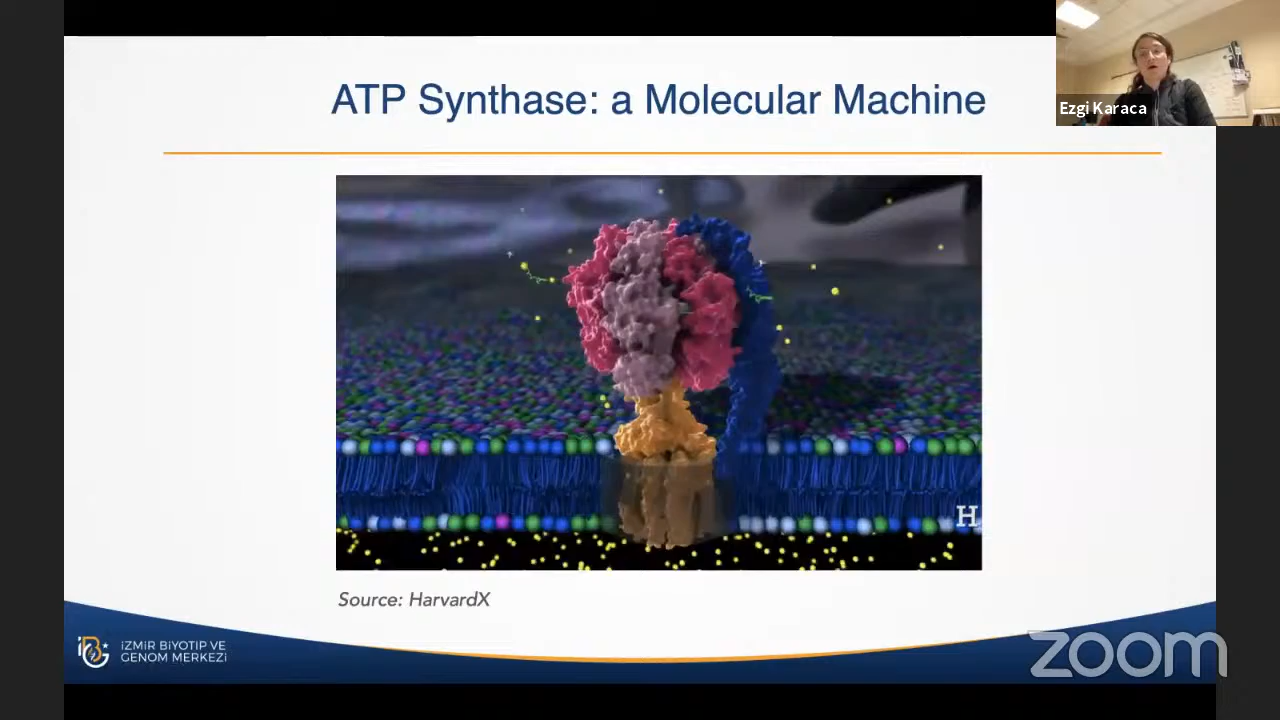 ATP Synthase: a Molecular Machine
Ezgi Karaca
H
Source: HarvardX
İZMİR BİYOTIP VE
GENOM MERKEZİ
zoom